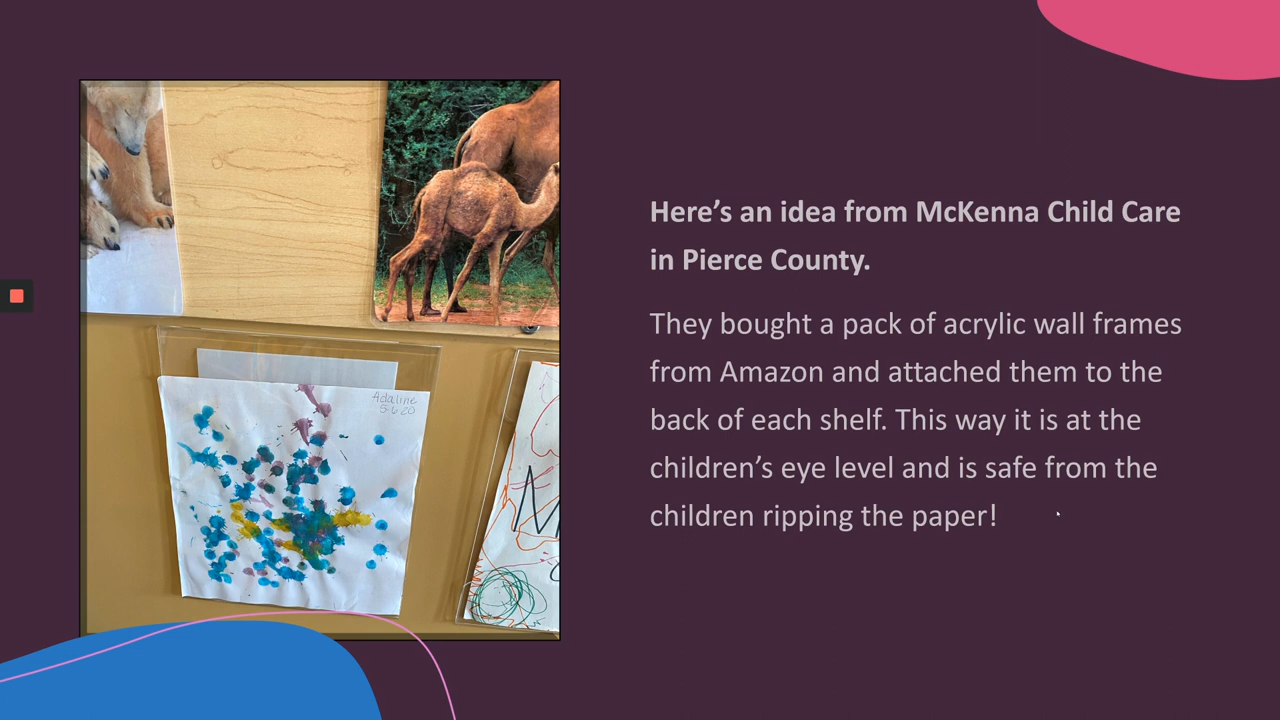 Here’s an idea from McKenna Child Care
in Pierce County.
They bought a pack of acrylic wall frames
from Amazon and attached them to the
back of each shelf. This way it is at the
children’s eye level and is safe from the
children ripping the paper!
Adaline
5-6-20